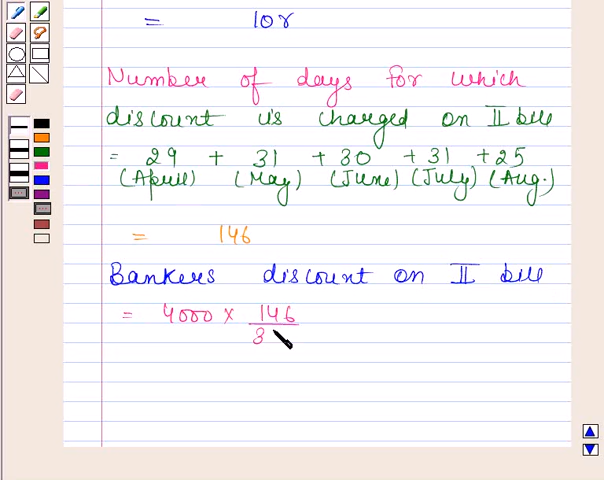 = 10r
Number of days for which
discount is charged on II bill
= 29 + 31 + 30 + 31 + 25
(April) (May) (June) (July) (Aug.)
= 146
Bankers discount on II bill
= 4000 × 146
3